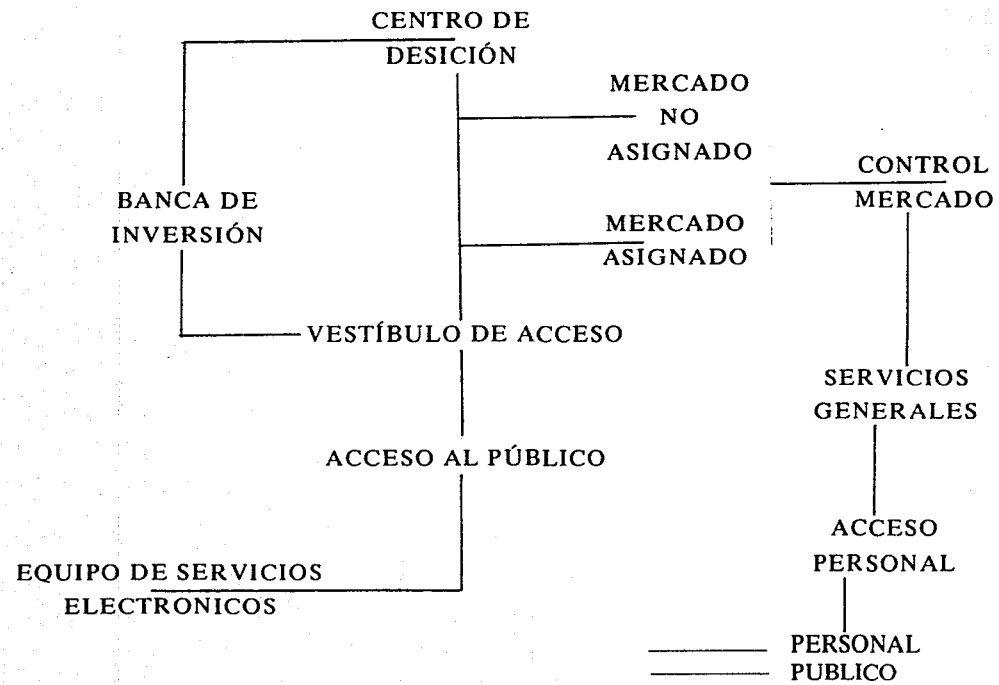 CENTRO DE
DESICIÓN
MERCADO
NO
ASIGNADO
CONTROL
MERCADO
BANCA DE
INVERSIÓN
MERCADO
ASIGNADO
VESTÍBULO DE ACCESO
SERVICIOS
GENERALES
ACCESO AL PÚBLICO
ACCESO
PERSONAL
EQUIPO DE SERVICIOS
ELECTRONICOS
PERSONAL
PUBLICO